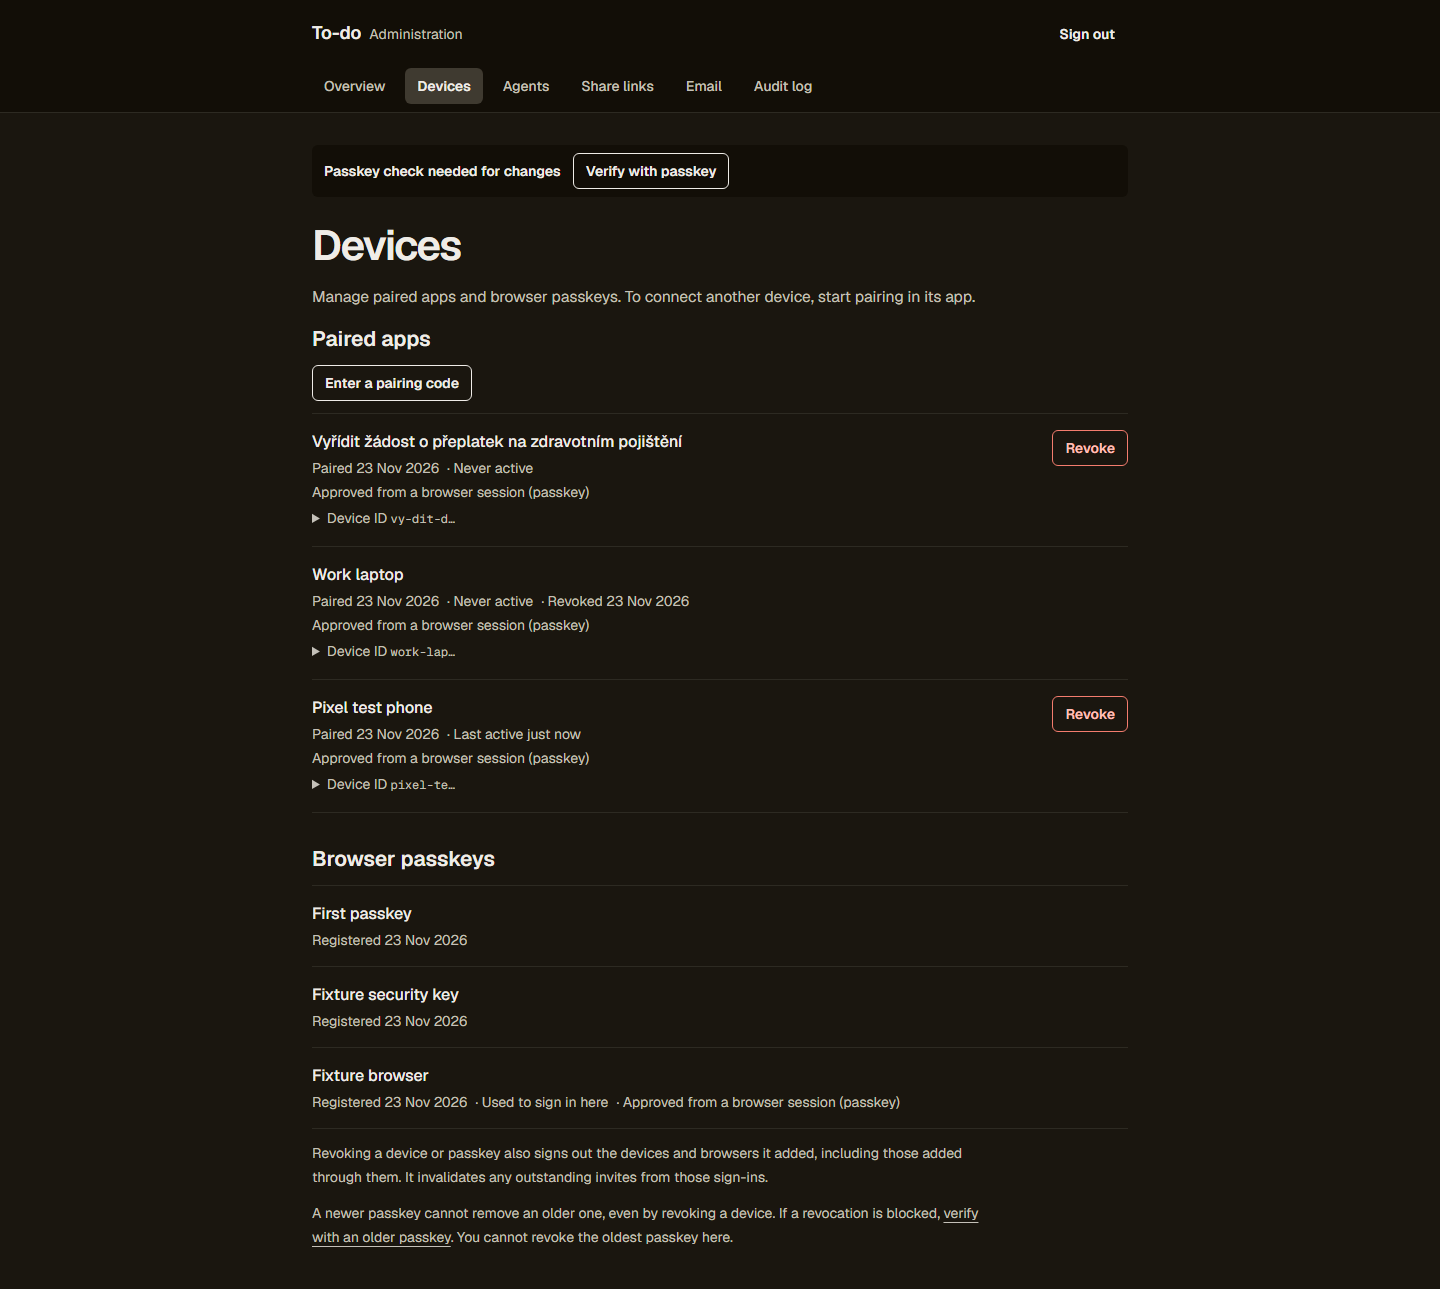 To-do Administration
Sign out
Overview Devices Agents Share links Email Audit log
Passkey check needed for changes Verify with passkey
Devices
Manage paired apps and browser passkeys. To connect another device, start pairing in its app.
Paired apps
Enter a pairing code
Vyřídit žádost o přeplatek na zdravotním pojištění
Revoke
Paired 23 Nov 2026 · Never active
Approved from a browser session (passkey)
Device ID vy-dit-d…
Work laptop
Paired 23 Nov 2026 · Never active · Revoked 23 Nov 2026
Approved from a browser session (passkey)
Device ID work-lap…
Pixel test phone
Revoke
Paired 23 Nov 2026 · Last active just now
Approved from a browser session (passkey)
Device ID pixel-te…
Browser passkeys
First passkey
Registered 23 Nov 2026
Fixture security key
Registered 23 Nov 2026
Fixture browser
Registered 23 Nov 2026 · Used to sign in here · Approved from a browser session (passkey)
Revoking a device or passkey also signs out the devices and browsers it added, including those added
through them. It invalidates any outstanding invites from those sign-ins.
A newer passkey cannot remove an older one, even by revoking a device. If a revocation is blocked, verify
with an older passkey. You cannot revoke the oldest passkey here.